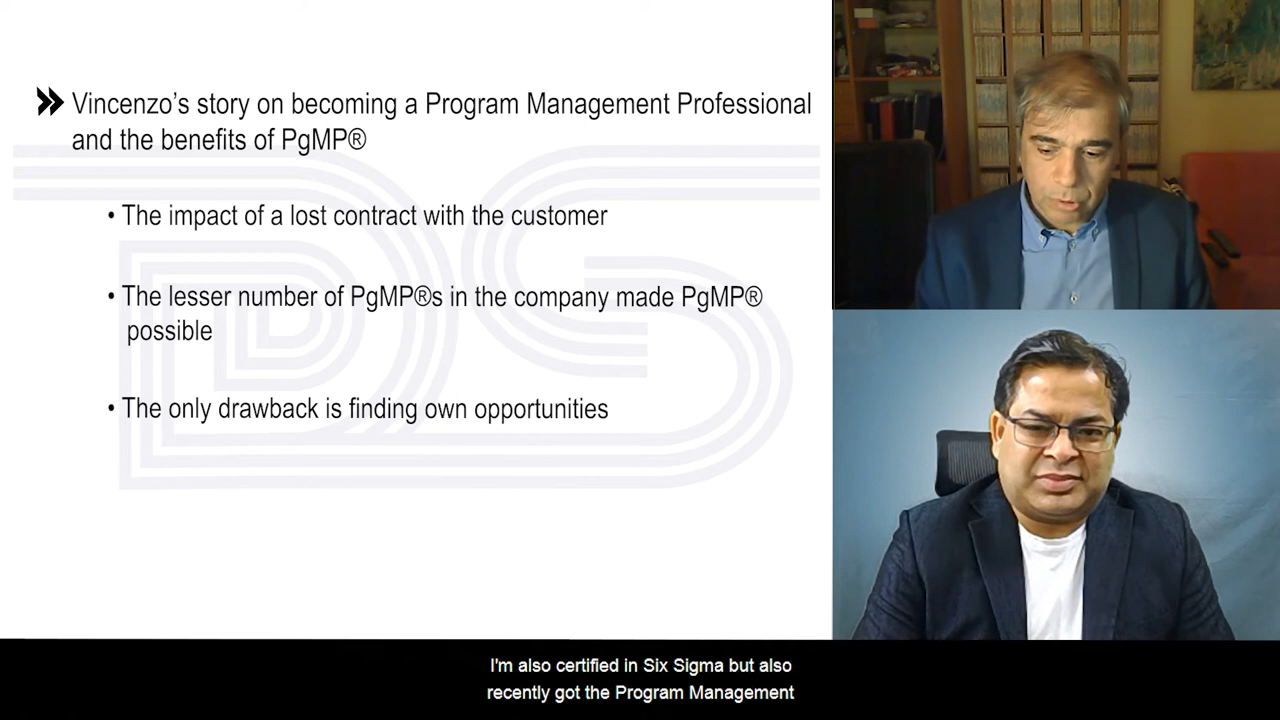 Vincenzo's story on becoming a Program Management Professional
and the benefits of PgMP®
• The impact of a lost contract with the customer
• The lesser number of PgMP®s in the company made PgMP®
possible
• The only drawback is finding own opportunities
I'm also certified in Six Sigma but also
recently got the Program Management